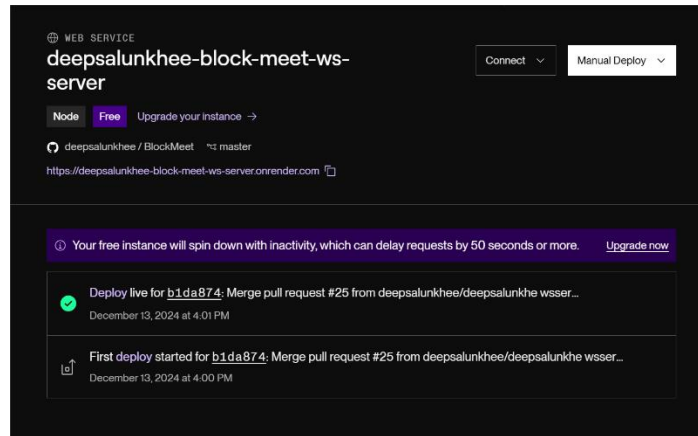 WEB SERVICE
deepsalunkhee-block-meet-ws-
server
Connect
Manual Deploy
Node Free Upgrade your instance →
deepsalunkhee / BlockMeet master
https://deepsalunkhee-block-meet-ws-server.onrender.com
Your free instance will spin down with inactivity, which can delay requests by 50 seconds or more. Upgrade now
Deploy live for b1da874: Merge pull request #25 from deepsalunkhee/deepsalunkhe wsser...
December 13, 2024 at 4:01 PM
First deploy started for b1da874: Merge pull request #25 from deepsalunkhee/deepsalunkhe wsser...
December 13, 2024 at 4:00 PM